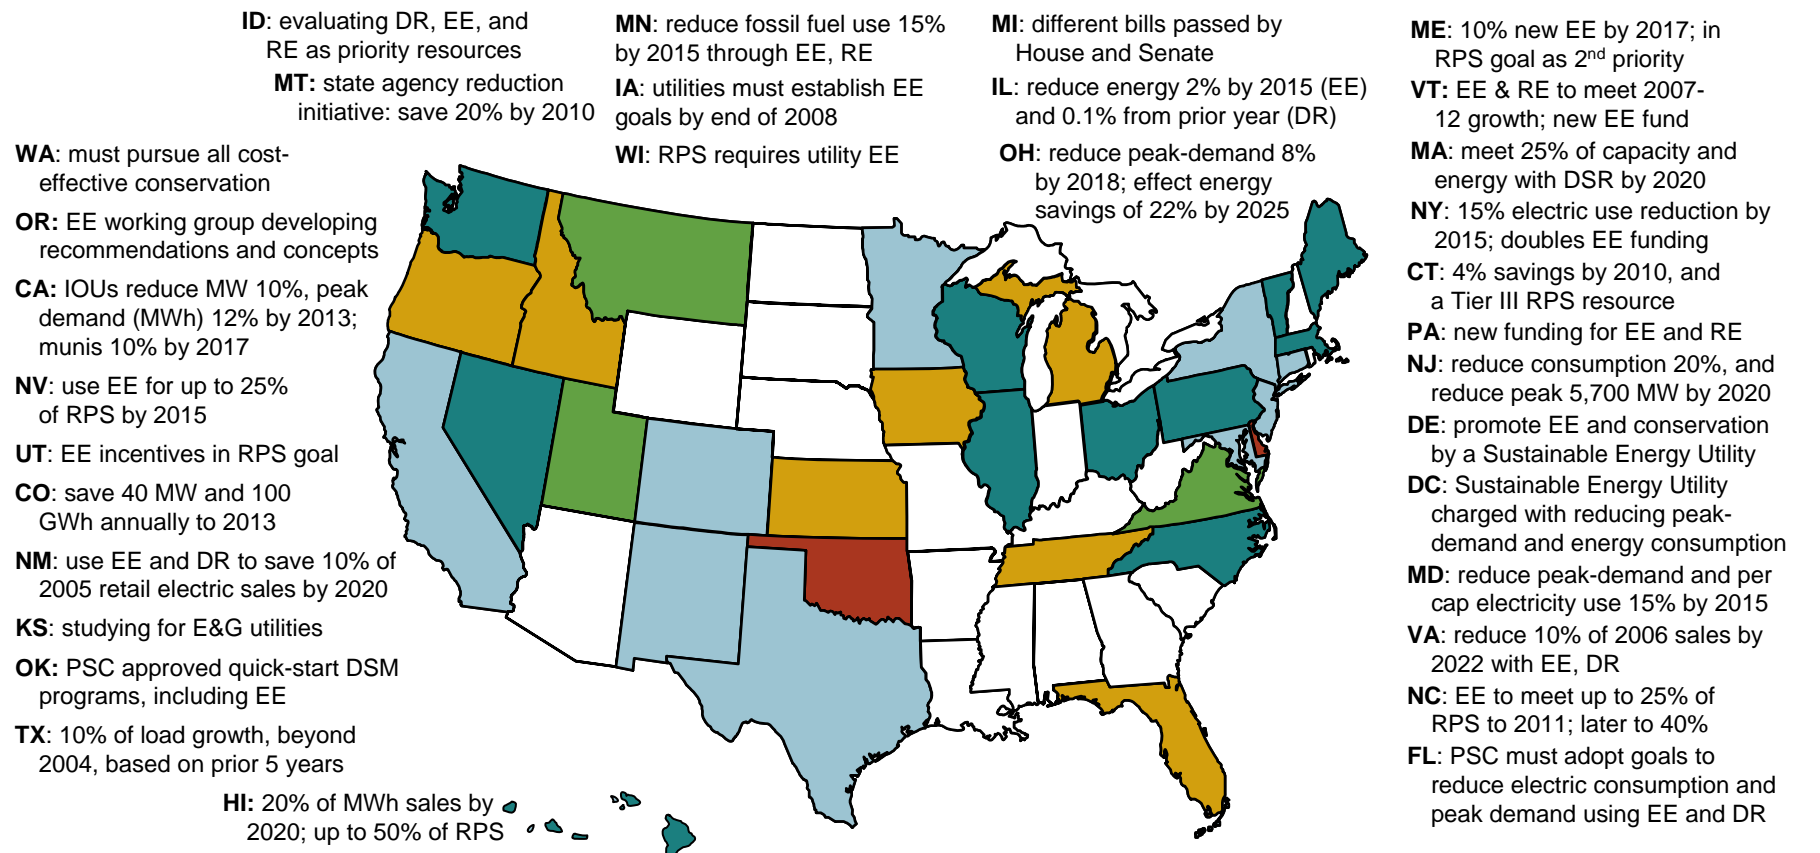 ID: evaluating DR, EE, and
RE as priority resources
MT: state agency reduction
initiative: save 20% by 2010
MN: reduce fossil fuel use 15%
by 2015 through EE, RE
IA: utilities must establish EE
goals by end of 2008
WI: RPS requires utility EE
MI: different bills passed by
House and Senate
IL: reduce energy 2% by 2015 (EE)
and 0.1% from prior year (DR)
OH: reduce peak-demand 8%
by 2018; effect energy
savings of 22% by 2025
WA: must pursue all cost-
effective conservation
OR: EE working group developing
recommendations and concepts
CA: IOUs reduce MW 10%, peak
demand (MWh) 12% by 2013;
munis 10% by 2017
NV: use EE for up to 25%
of RPS by 2015
UT: EE incentives in RPS goal
CO: save 40 MW and 100
GWh annually to 2013
NM: use EE and DR to save 10% of
2005 retail electric sales by 2020
KS: studying for E&G utilities
OK: PSC approved quick-start DSM
programs, including EE
TX: 10% of load growth, beyond
2004, based on prior 5 years
HI: 20% of MWh sales by
2020; up to 50% of RPS
ME: 10% new EE by 2017; in
RPS goal as 2nd priority
VT: EE & RE to meet 2007-
12 growth; new EE fund
MA: meet 25% of capacity and
energy with DSR by 2020
NY: 15% electric use reduction by
2015; doubles EE funding
CT: 4% savings by 2010, and
a Tier III RPS resource
PA: new funding for EE and RE
NJ: reduce consumption 20%, and
reduce peak 5,700 MW by 2020
DE: promote EE and conservation
by a Sustainable Energy Utility
DC: Sustainable Energy Utility
charged with reducing peak-
demand and energy consumption
MD: reduce peak-demand and per
cap electricity use 15% by 2015
VA: reduce 10% of 2006 sales by
2022 with EE, DR
NC: EE to meet up to 25% of
RPS to 2011; later to 40%
FL: PSC must adopt goals to
reduce electric consumption and
peak demand using EE and DR